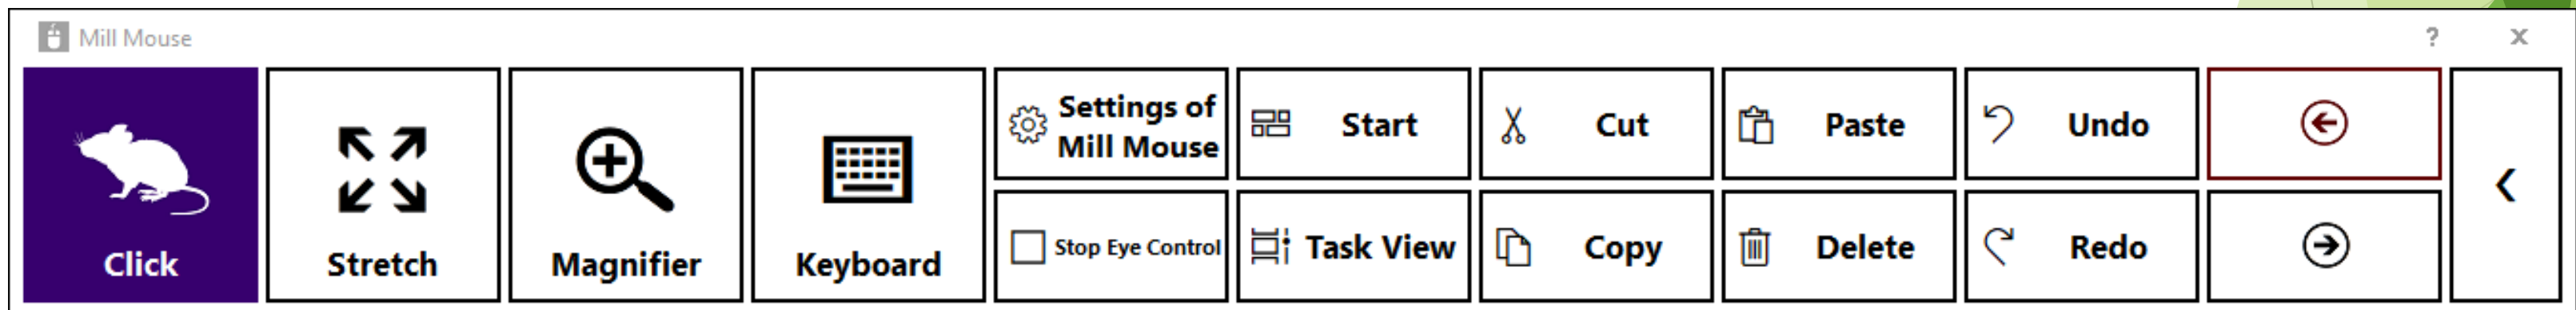 Mill Mouse
?
x
Click
Stretch
Magnifier
Keyboard
Settings of
Mill Mouse
Stop Eye Control
Start
Task View
Cut
Copy
Paste
Delete
Undo
Redo